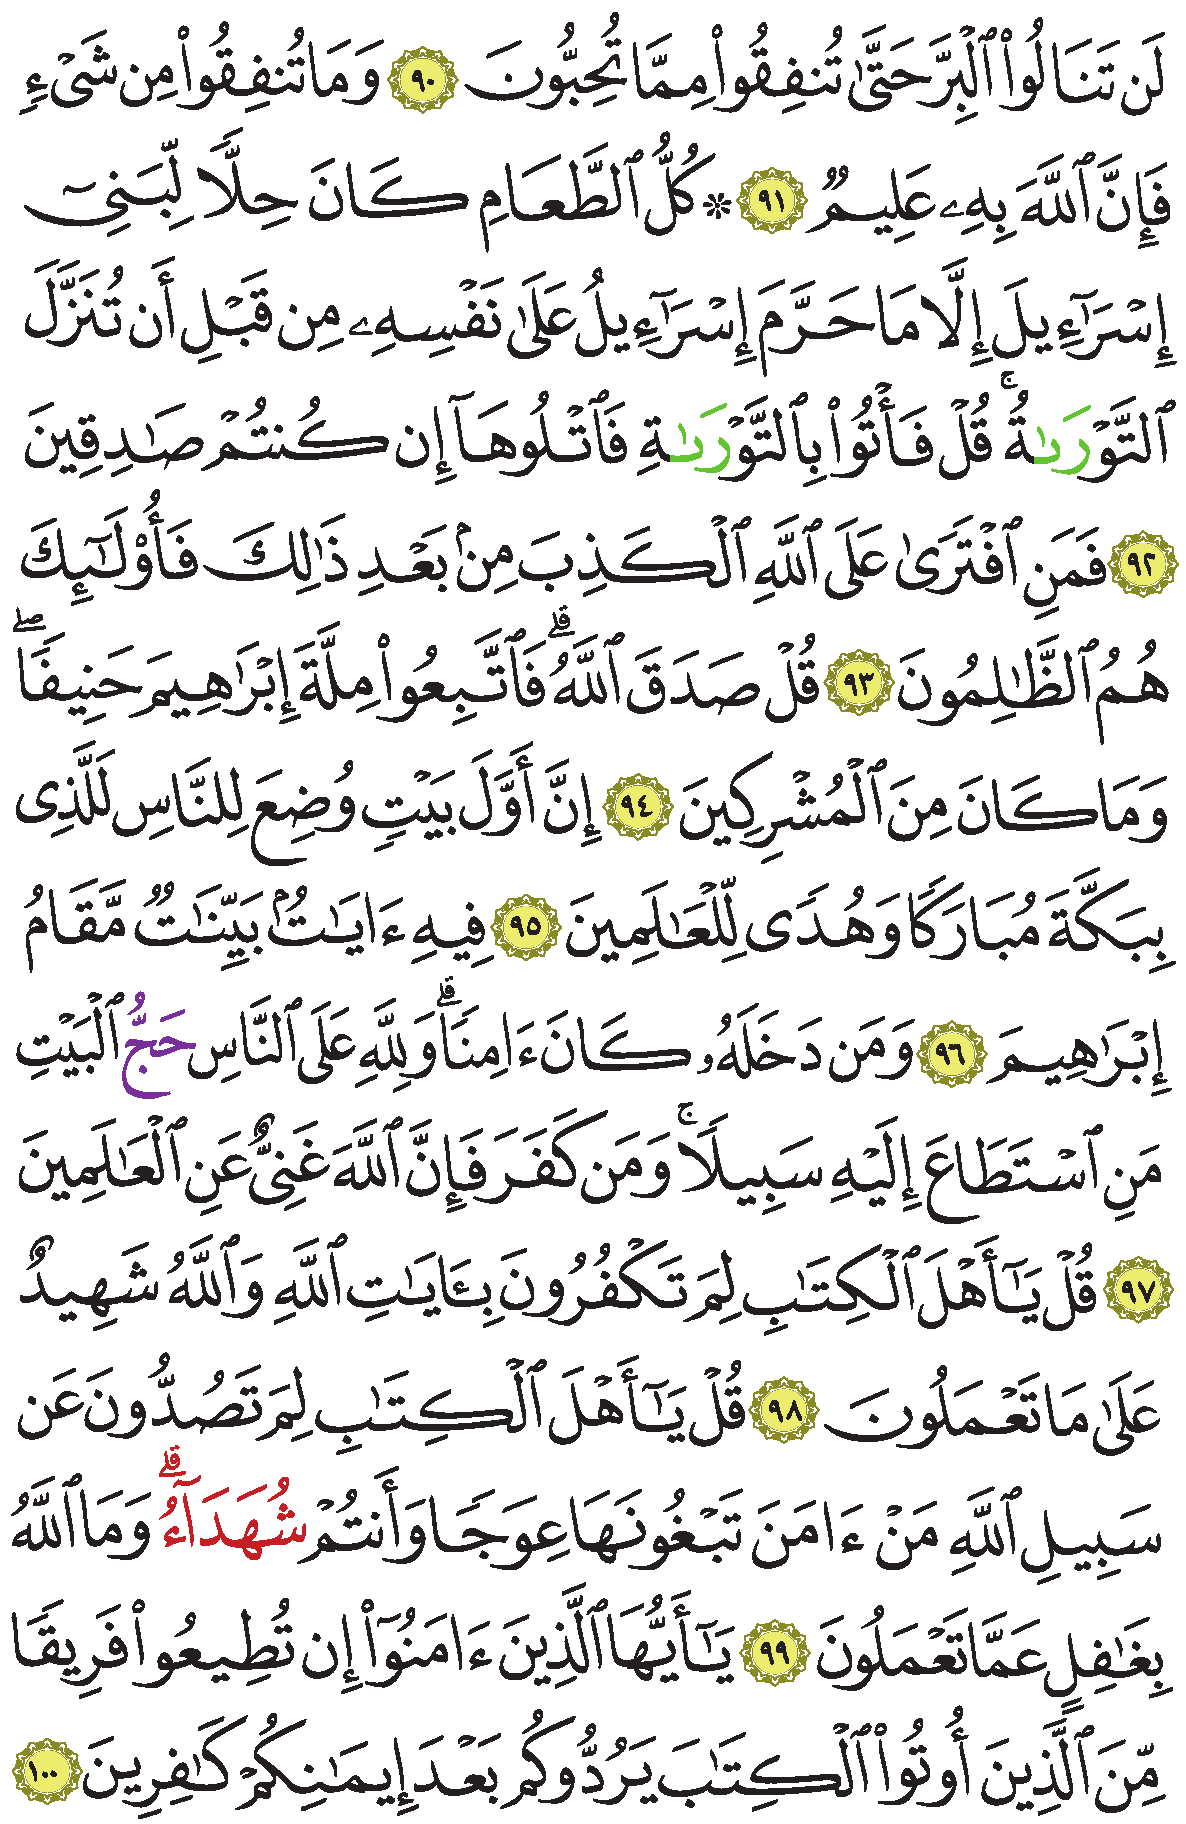 لَن تَنَالُوا۟ ٱلْبِرَّ حَتَّىٰ تُنفِقُوا۟ مِمَّا تُحِبُّونَ ٩٠ وَمَا تُنفِقُوا۟ مِن شَىْءٍ
فَإِنَّ ٱللَّهَ بِهِۦ عَلِيمٌ ٩١ ۞ كُلُّ ٱلطَّعَامِ كَانَ حِلًّا لِّبَنِىٓ
إِسْرَٰٓءِيلَ إِلَّا مَا حَرَّمَ إِسْرَٰٓءِيلُ عَلَىٰ نَفْسِهِۦ مِن قَبْلِ أَن تُنَزَّلَ
ٱلتَّوْرَىٰةُ ۚ قُلْ فَأْتُوا۟ بِٱلتَّوْرَىٰةِ فَٱتْلُوهَآ إِن كُنتُمْ صَٰدِقِينَ
٩٢ فَمَنِ ٱفْتَرَىٰ عَلَى ٱللَّهِ ٱلْكَذِبَ مِنۢ بَعْدِ ذَٰلِكَ فَأُو۟لَٰٓئِكَ
هُمُ ٱلظَّٰلِمُونَ ٩٣ قُلْ صَدَقَ ٱللَّهُ ۗ فَٱتَّبِعُوا۟ مِلَّةَ إِبْرَٰهِيمَ حَنِيفًا ۖ
وَمَا كَانَ مِنَ ٱلْمُشْرِكِينَ ٩٤ إِنَّ أَوَّلَ بَيْتٍ وُضِعَ لِلنَّاسِ لَلَّذِى
بِبَكَّةَ مُبَارَكًا وَهُدًى لِّلْعَٰلَمِينَ ٩٥ فِيهِ ءَايَٰتٌۢ بَيِّنَٰتٌ مَّقَامُ
إِبْرَٰهِيمَ ٩٦ وَمَن دَخَلَهُۥ كَانَ ءَامِنًا ۗ وَلِلَّهِ عَلَى ٱلنَّاسِ حَجُّ ٱلْبَيْتِ
مَنِ ٱسْتَطَاعَ إِلَيْهِ سَبِيلًا ۚ وَمَن كَفَرَ فَإِنَّ ٱللَّهَ غَنِىٌّ عَنِ ٱلْعَٰلَمِينَ
٩٧ قُلْ يَٰٓأَهْلَ ٱلْكِتَٰبِ لِمَ تَكْفُرُونَ بِـَٔايَٰتِ ٱللَّهِ وَٱللَّهُ شَهِيدٌ
عَلَىٰ مَا تَعْمَلُونَ ٩٨ قُلْ يَٰٓأَهْلَ ٱلْكِتَٰبِ لِمَ تَصُدُّونَ عَن
سَبِيلِ ٱللَّهِ مَنْ ءَامَنَ تَبْغُونَهَا عِوَجًا وَأَنتُمْ شُهَدَآءُ ۗ وَمَا ٱللَّهُ
بِغَٰفِلٍ عَمَّا تَعْمَلُونَ ٩٩ يَٰٓأَيُّهَا ٱلَّذِينَ ءَامَنُوٓا۟ إِن تُطِيعُوا۟ فَرِيقًا
مِّنَ ٱلَّذِينَ أُوتُوا۟ ٱلْكِتَٰبَ يَرُدُّوكُم بَعْدَ إِيمَٰنِكُمْ كَٰفِرِينَ ١٠٠